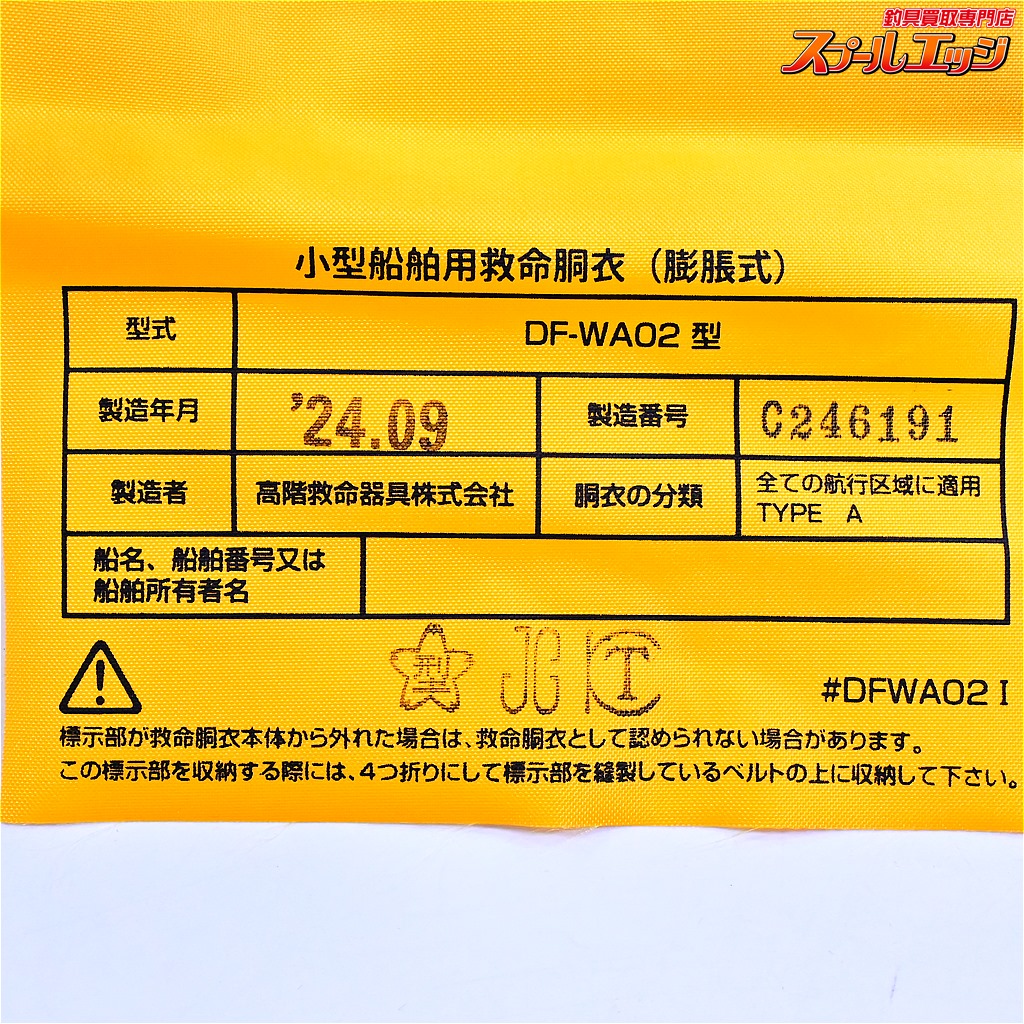 釣具買取専門店
スプールエッジ
小型船舶用救命胴衣（膨脹式）
型式 DF-WA02 型
製造年月 '24.09 製造番号 C246191
製造者 高階救命器具株式会社 胴衣の分類 全ての航行区域に適用
TYPE A
船名、船舶番号又は
船舶所有者名
型 JG T
#DFWA02 I
標示部が救命胴衣本体から外れた場合は、救命胴衣として認められない場合があります。
この標示部を収納する際には、4つ折りにして標示部を縫製しているベルトの上に収納して下さい。